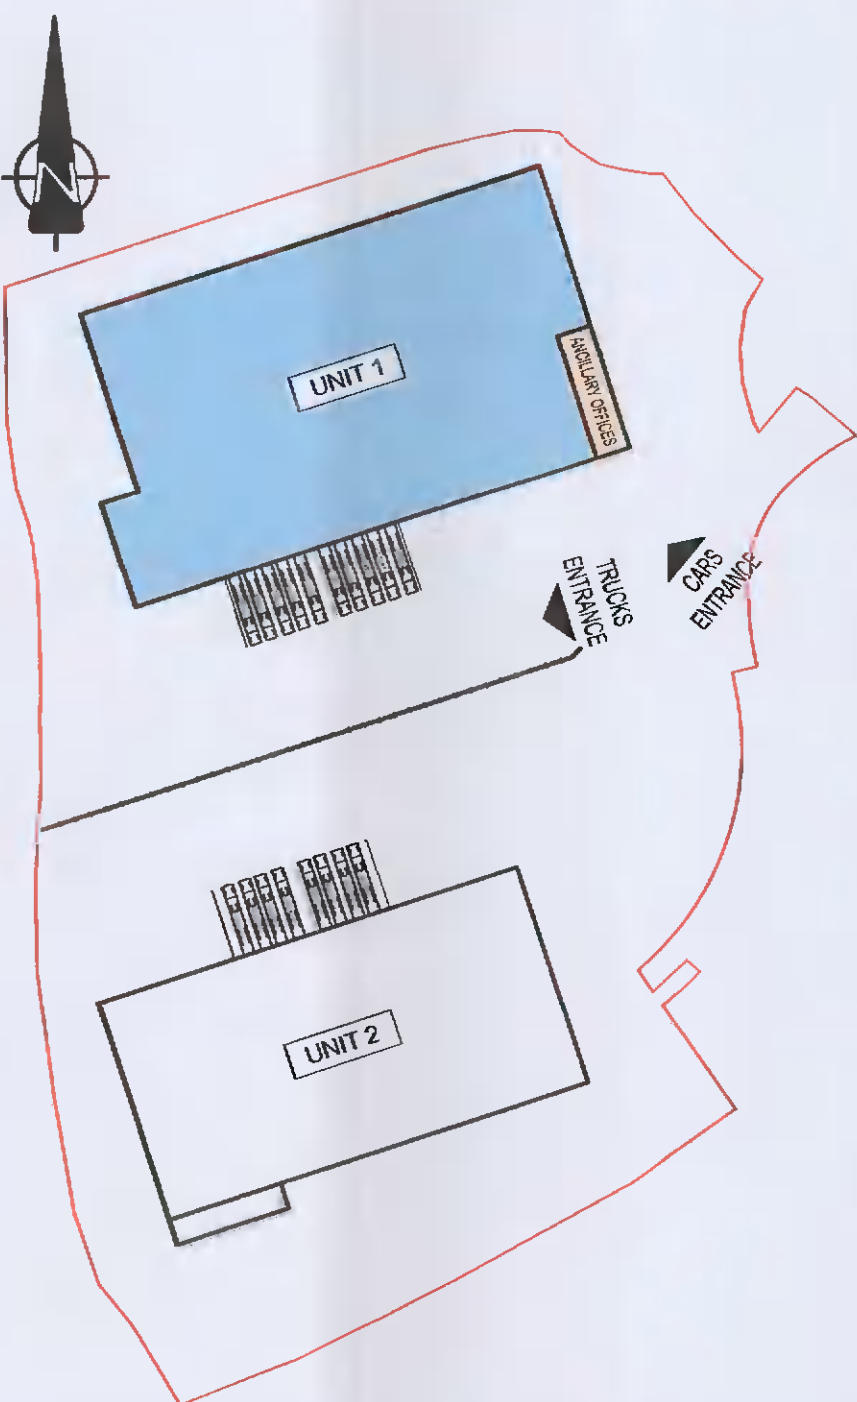 N
UNIT 1
ANCILLARY OFFICES
TRUCKS
ENTRANCE
CARS
ENTRANCE
UNIT 2